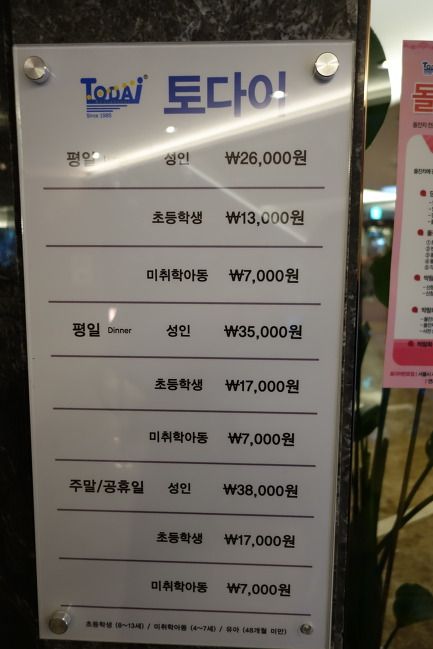 TODAI®
Since 1985
토다이
평일 성인 ₩26,000원
초등학생 ₩13,000원
미취학아동 ₩7,000원
평일 Dinner 성인 ₩35,000원
초등학생 ₩17,000원
미취학아동 ₩7,000원
주말/공휴일 성인 ₩38,000원
초등학생 ₩17,000원
미취학아동 ₩7,000원
초등학생 (8~13세) / 미취학아동 (4~7세) / 유아 (48개월 미만)